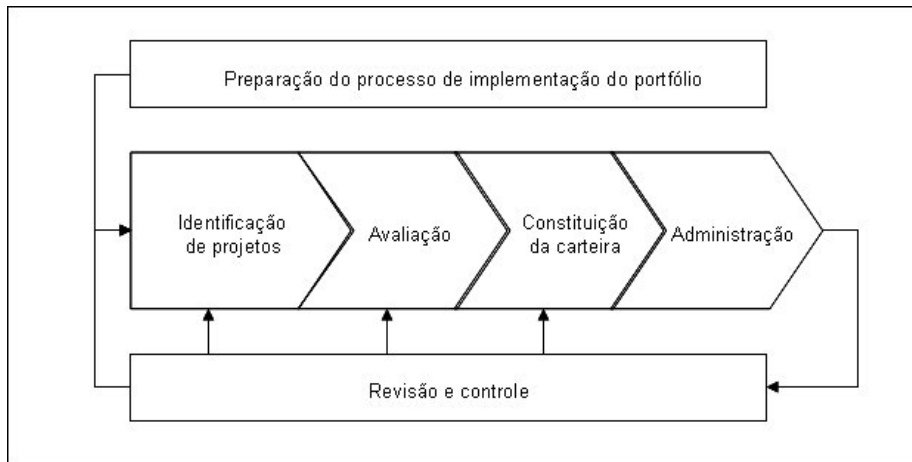 Preparação do processo de implementação do portfólio
Identificação
de projetos
Avaliação
Constituição
da carteira
Administração
Revisão e controle